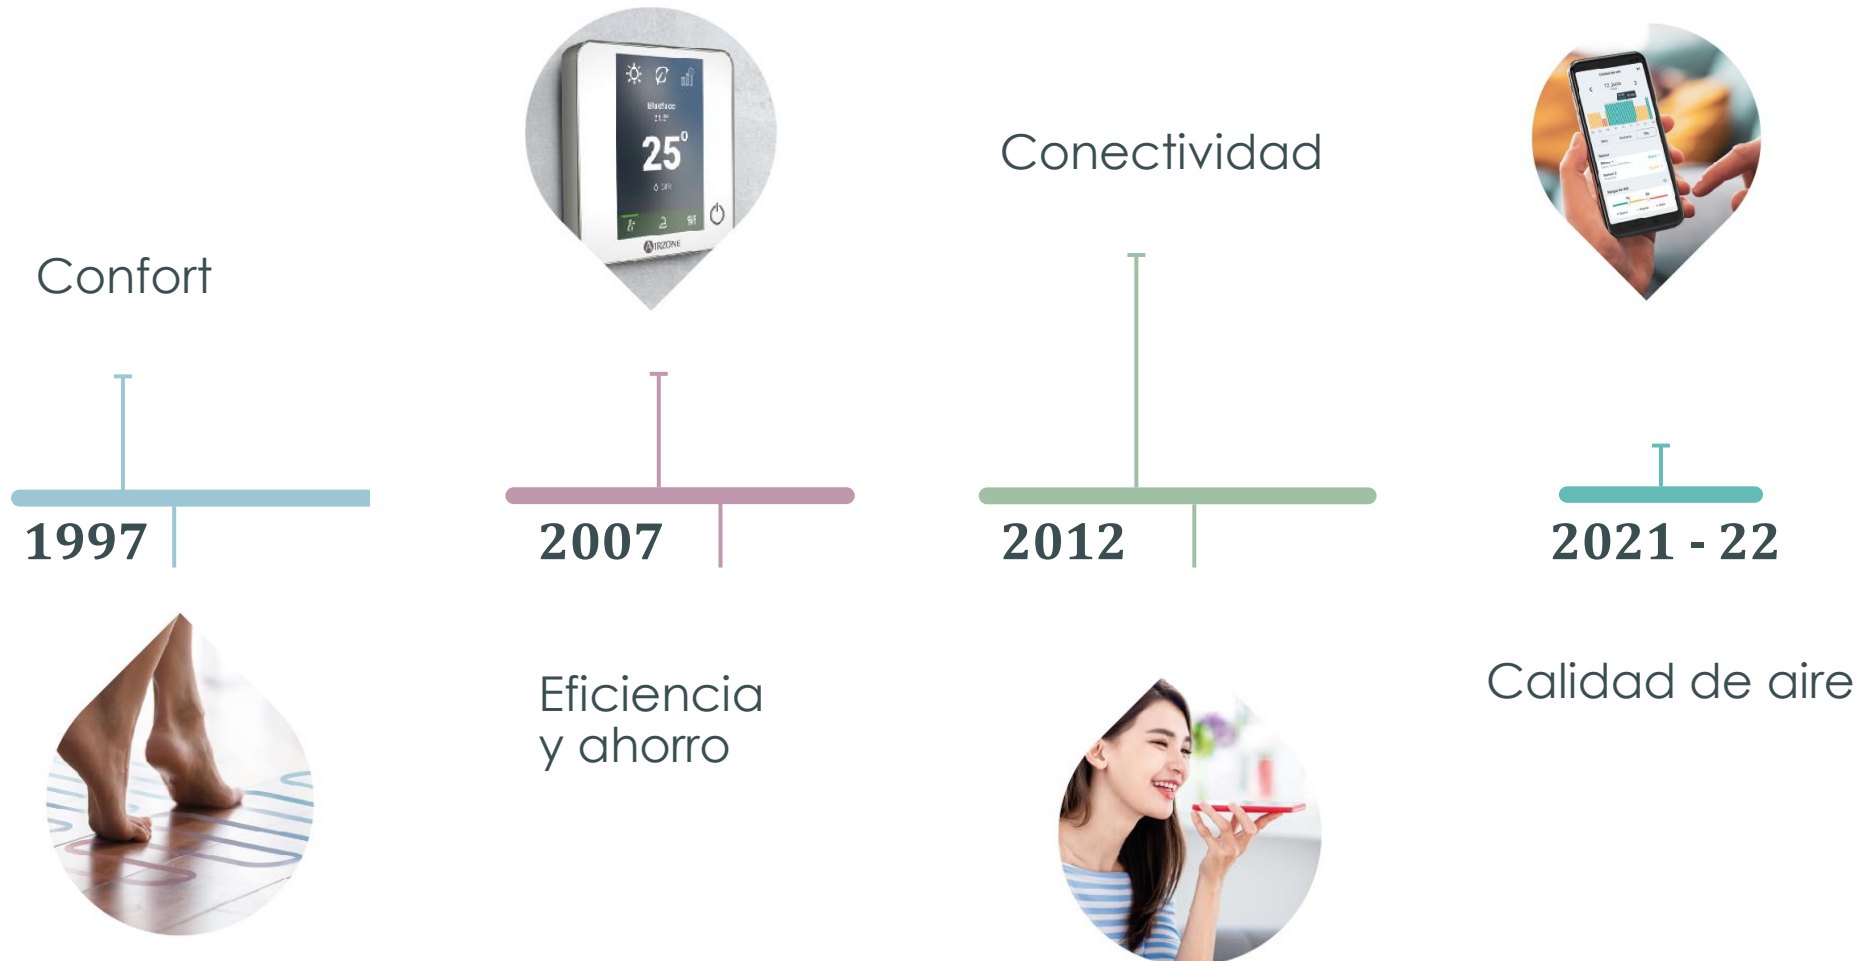 Confort
1997
25°
AIRZONE
2007
Eficiencia
y ahorro
Conectividad
2012
2021 - 22
Calidad de aire